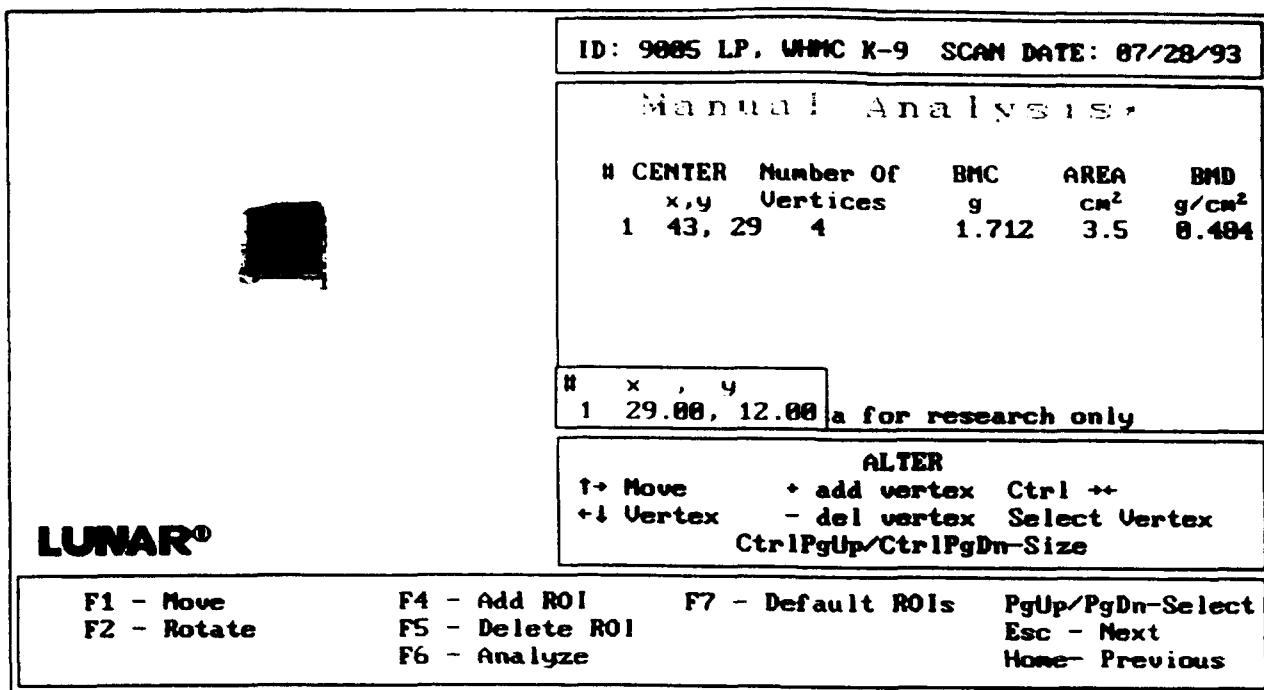 ID: 9005 LP, WHMC K-9 SCAN DATE: 07/28/93
Manual Analysis:
# CENTER Number Of BMC AREA BMD
x,y Vertices g cm² g/cm²
1 43, 29 4 1.712 3.5 0.484
# x , y
1 29.00, 12.00 a for research only
ALTER
↑→ Move + add vertex Ctrl →←
←↓ Vertex - del vertex Select Vertex
CtrlPgUp/CtrlPgDn-Size
LUNAR®
F1 - Move F4 - Add ROI F7 - Default ROIs PgUp/PgDn-Select
F2 - Rotate F5 - Delete ROI Esc - Next
F6 - Analyze Home- Previous